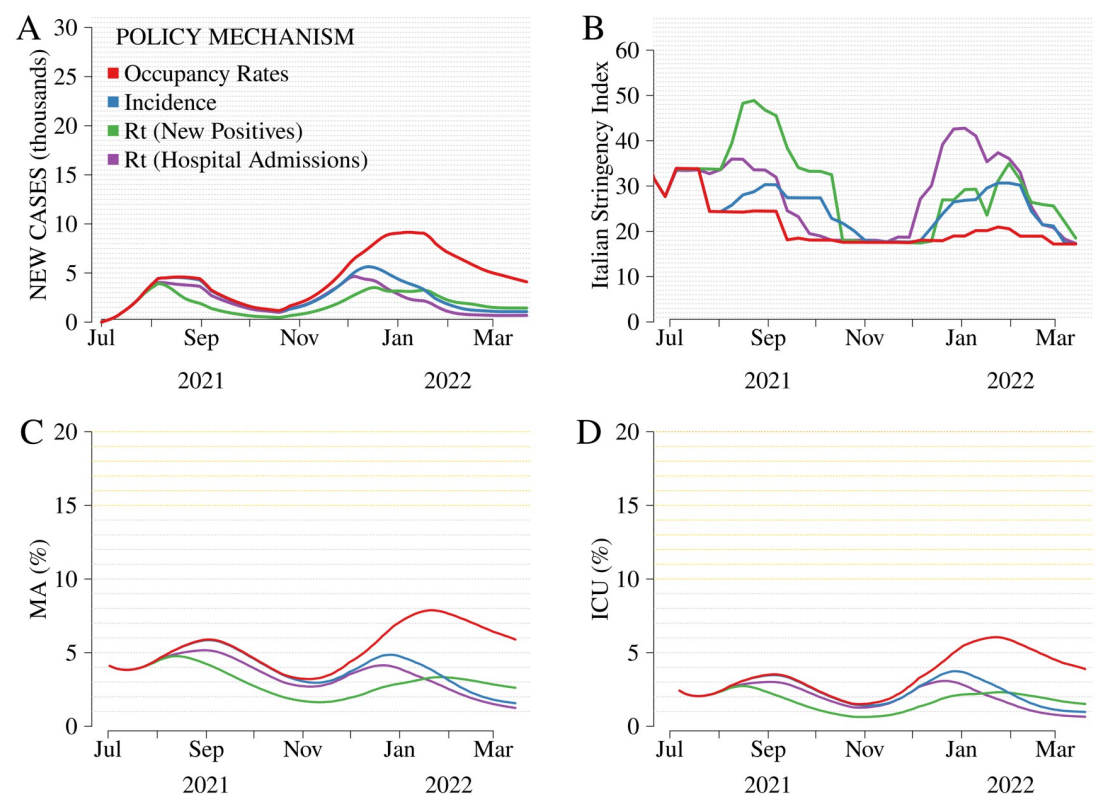 A
NEW CASES (thousands)
30
25
20
15
10
5
0
POLICY MECHANISM
Occupancy Rates
Incidence
Rt (New Positives)
Rt (Hospital Admissions)
Jul Sep Nov Jan Mar
2021 2022
B
Italian Stringency Index
60
50
40
30
20
10
0
Jul Sep Nov Jan Mar
2021 2022
C
MA (%)
20
15
10
5
0
Jul Sep Nov Jan Mar
2021 2022
D
ICU (%)
20
15
10
5
0
Jul Sep Nov Jan Mar
2021 2022